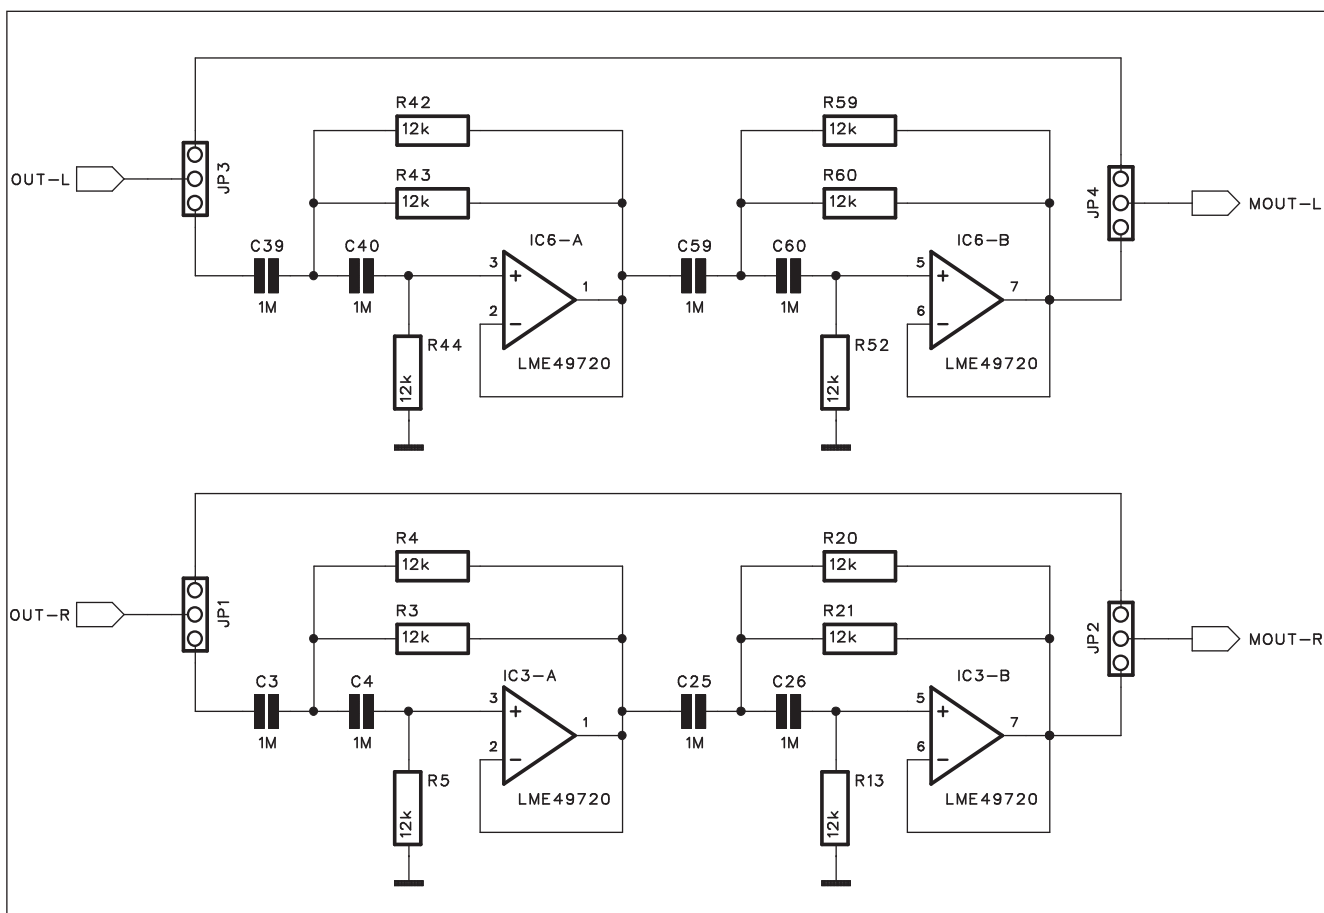 R42
12k
R59
12k
OUT-L
JP3
R43
12k
R60
12k
JP4
MOUT-L
C39
1M
C40
1M
IC6-A
3
+
1
2
−
LME49720
R44
12k
C59
1M
C60
1M
IC6-B
5
+
7
6
−
LME49720
R52
12k
R4
12k
R20
12k
OUT-R
JP1
R3
12k
R21
12k
JP2
MOUT-R
C3
1M
C4
1M
IC3-A
3
+
1
2
−
LME49720
R5
12k
C25
1M
C26
1M
IC3-B
5
+
7
6
−
LME49720
R13
12k